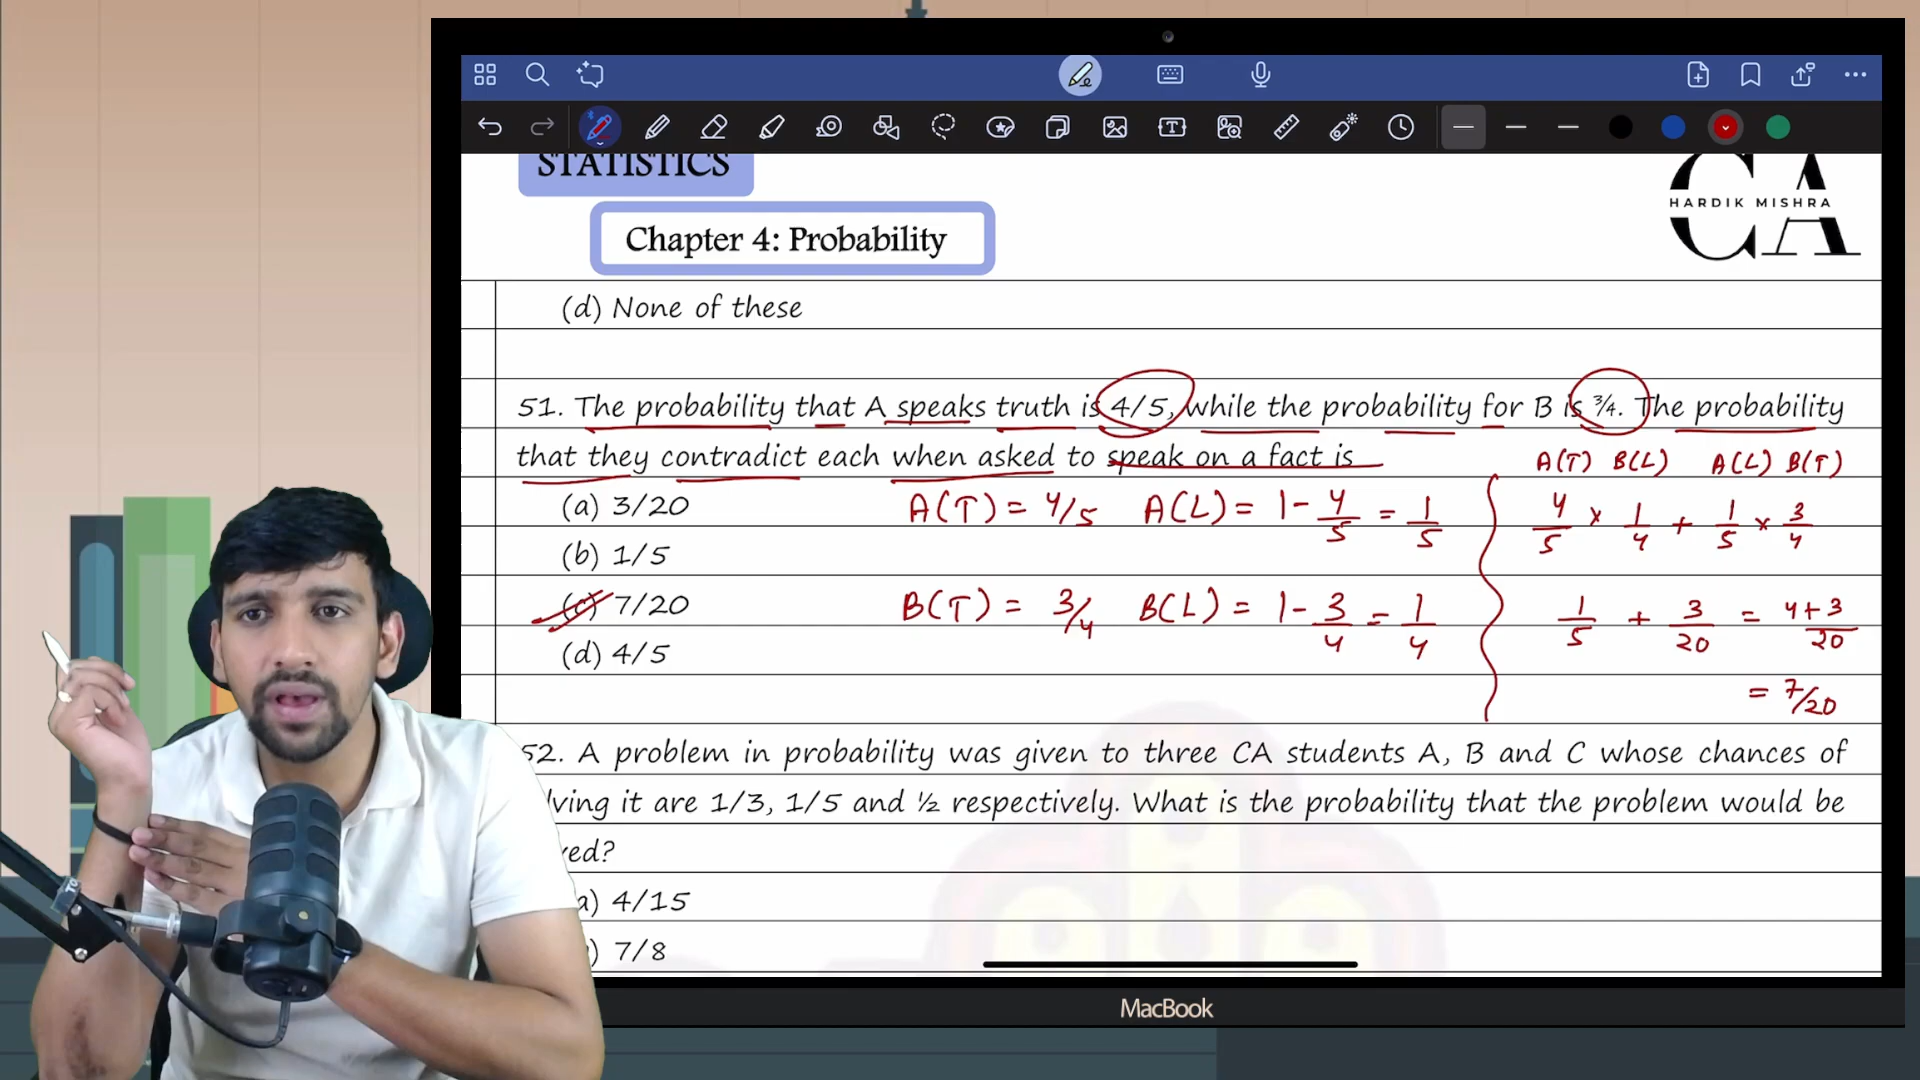 STATISTICS
HARDIK MISHRA
CA
Chapter 4: Probability
(d) None of these
51. The probability that A speaks truth is 4/5, while the probability for B is ¾. The probability
that they contradict each when asked to speak on a fact is
A(T) B(L) A(L) B(T)
(a) 3/20
A(T) = 4/5 A(L) = 1 - 4/5 = 1/5
4/5 × 1/4 + 1/5 × 3/4
(b) 1/5
(c) 7/20
B(T) = 3/4 B(L) = 1 - 3/4 = 1/4
1/5 + 3/20 = 4+3/20
(d) 4/5
= 7/20
52. A problem in probability was given to three CA students A, B and C whose chances of
lving it are 1/3, 1/5 and ½ respectively. What is the probability that the problem would be
ved?
a) 4/15
) 7/8
MacBook